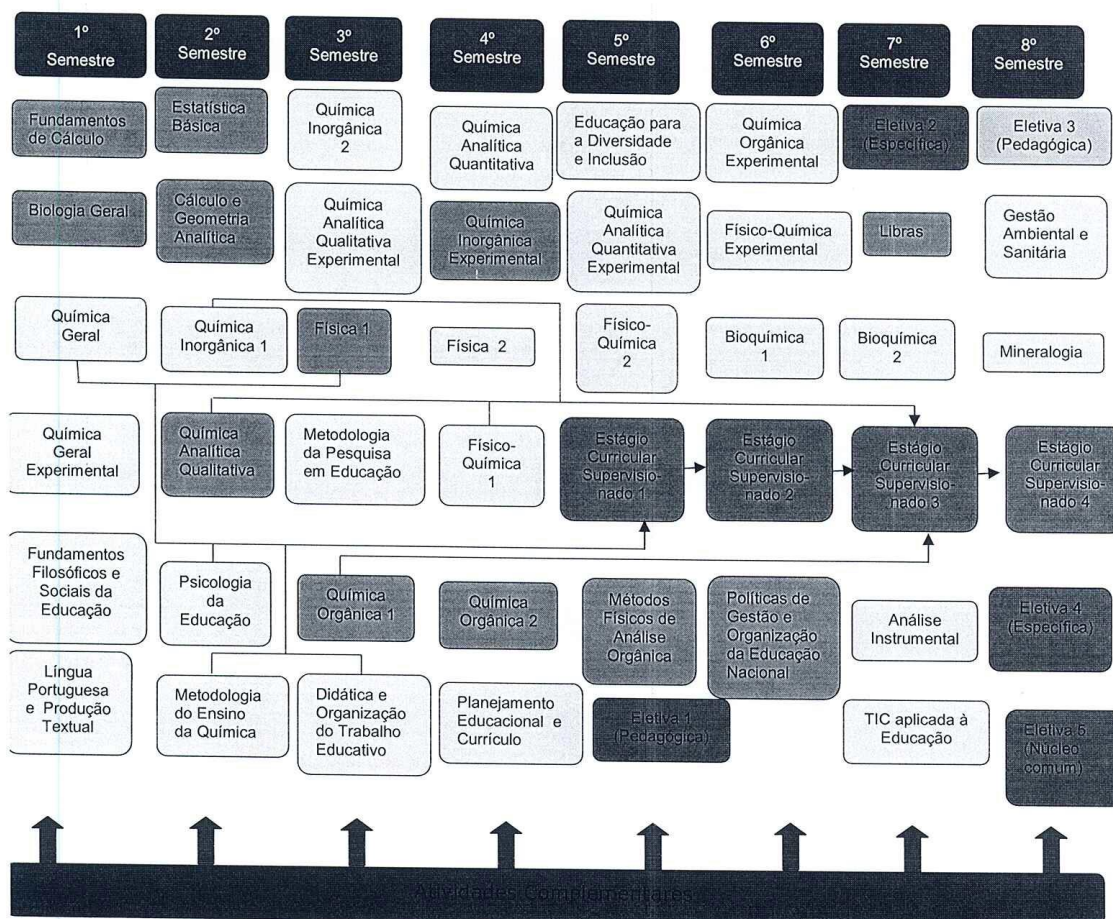 1º
Semestre
2º
Semestre
3º
Semestre
4º
Semestre
5º
Semestre
6º
Semestre
7º
Semestre
8º
Semestre
Fundamentos
de Cálculo
Estatística
Básica
Química
Inorgânica
2
Química
Analítica
Quantitativa
Educação para
a Diversidade
e Inclusão
Química
Orgânica
Experimental
Eletiva 2
(Específica)
Eletiva 3
(Pedagógica)
Biologia Geral
Cálculo e
Geometria
Analítica
Química
Analítica
Qualitativa
Experimental
Química
Inorgânica
Experimental
Química
Analítica
Quantitativa
Experimental
Físico-Química
Experimental
Libras
Gestão
Ambiental e
Sanitária
Química
Geral
Química
Inorgânica 1
Física 1
Física 2
Físico-
Química
2
Bioquímica
1
Bioquímica
2
Mineralogia
Química
Geral
Experimental
Química
Analítica
Qualitativa
Metodologia
da Pesquisa
em Educação
Físico-
Química
1
Estágio
Curricular
Supervisio-
nado 1
Estágio
Curricular
Supervisio-
nado 2
Estágio
Curricular
Supervisio-
nado 3
Estágio
Curricular
Supervisio-
nado 4
Fundamentos
Filosóficos e
Sociais da
Educação
Psicologia
da
Educação
Química
Orgânica 1
Química
Orgânica 2
Métodos
Físicos de
Análise
Orgânica
Políticas de
Gestão e
Organização
da Educação
Nacional
Análise
Instrumental
Eletiva 4
(Específica)
Língua
Portuguesa
e Produção
Textual
Metodologia
do Ensino
da Química
Didática e
Organização
do Trabalho
Educativo
Planejamento
Educacional e
Currículo
Eletiva 1
(Pedagógica)
TIC aplicada à
Educação
Eletiva 5
(Núcleo
comum)
Atividades Complementares